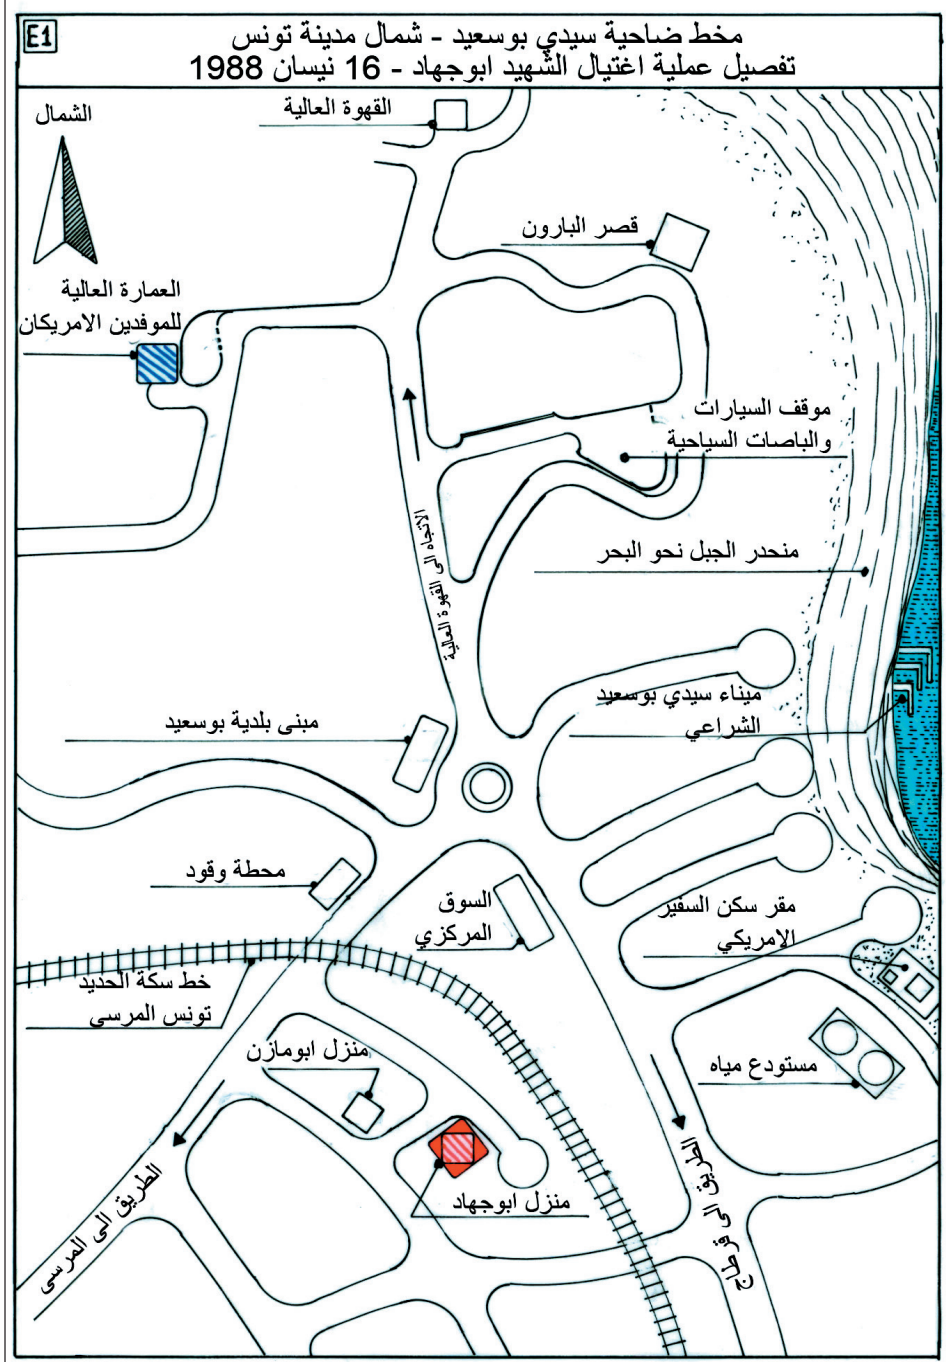 E1
مخطط ضاحية سيدي بوسعيد - شمال مدينة تونس
تفصيل عملية اغتيال الشهيد ابوجهاد - 16 نيسان 1988
الشمال
القهوة العالية
قصر البارون
العمارة العالية
للموفدين الامريكان
موقف السيارات
والباصات السياحية
الاتجاه الى القهوة العالية
منحدر الجبل نحو البحر
ميناء سيدي بوسعيد
الشراعي
مبنى بلدية بوسعيد
محطة وقود
السوق
المركزي
مقر سكن السفير
الامريكي
خط سكة الحديد
تونس المرسى
منزل ابومازن
مستودع مياه
منزل ابوجهاد
الطريق الى المرسى
الطريق الى قرطاج